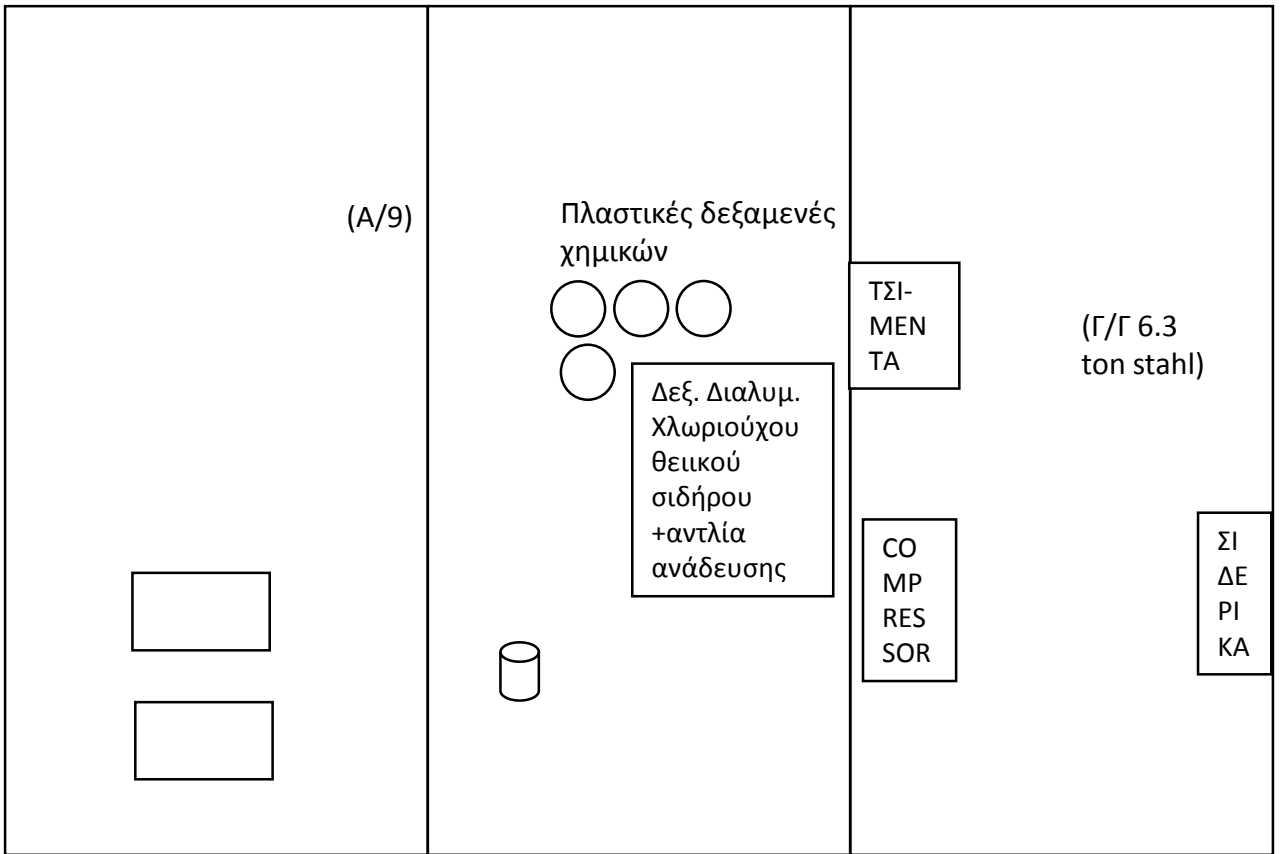 (Α/9)
Πλαστικές δεξαμενές
χημικών
ΤΣΙ-
ΜΕΝ
ΤΑ
(Γ/Γ 6.3
ton stahl)
Δεξ. Διαλυμ.
Χλωριούχου
θειικού
σιδήρου
+αντλία
ανάδευσης
CO
MP
RES
SOR
ΣΙ
ΔΕ
ΡΙ
ΚΑ